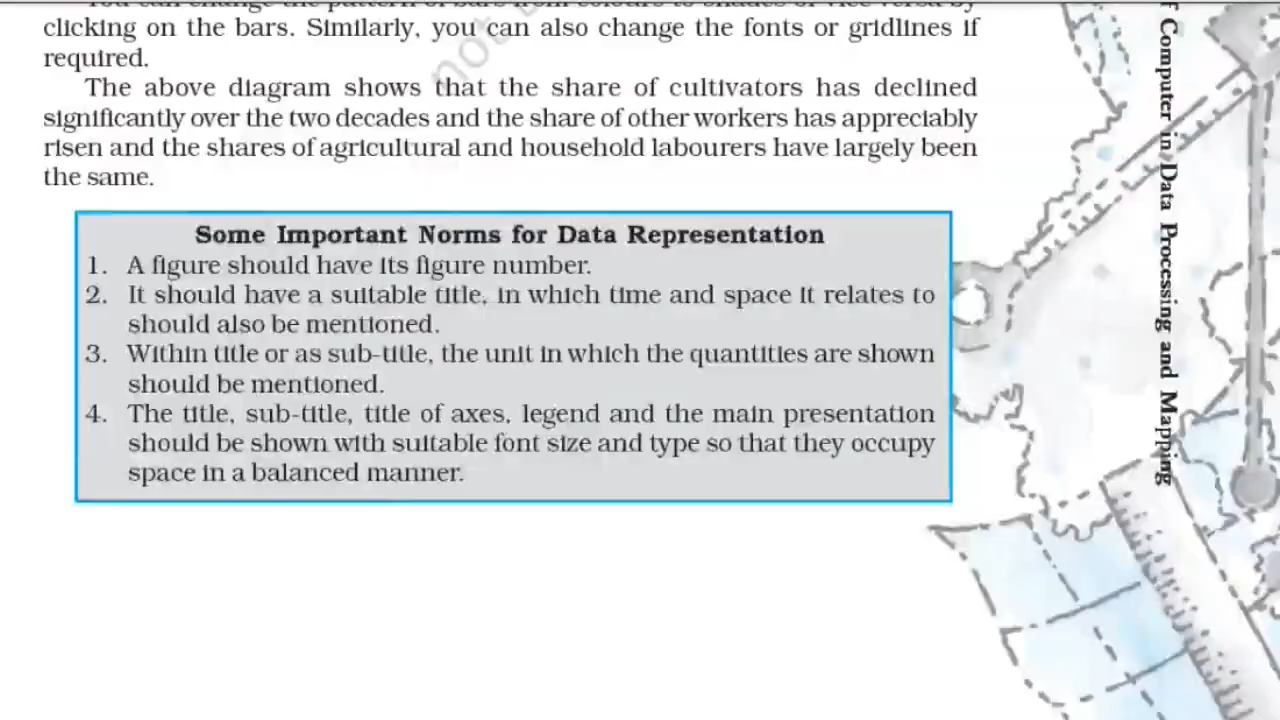 clicking on the bars. Similarly, you can also change the fonts or gridlines if
required.
The above diagram shows that the share of cultivators has declined
significantly over the two decades and the share of other workers has appreciably
risen and the shares of agricultural and household labourers have largely been
the same.
Some Important Norms for Data Representation
1. A figure should have its figure number.
2. It should have a suitable title, in which time and space it relates to
should also be mentioned.
3. Within title or as sub-title, the unit in which the quantities are shown
should be mentioned.
4. The title, sub-title, title of axes, legend and the main presentation
should be shown with suitable font size and type so that they occupy
space in a balanced manner.
Computer in Data Processing and Mapping
not